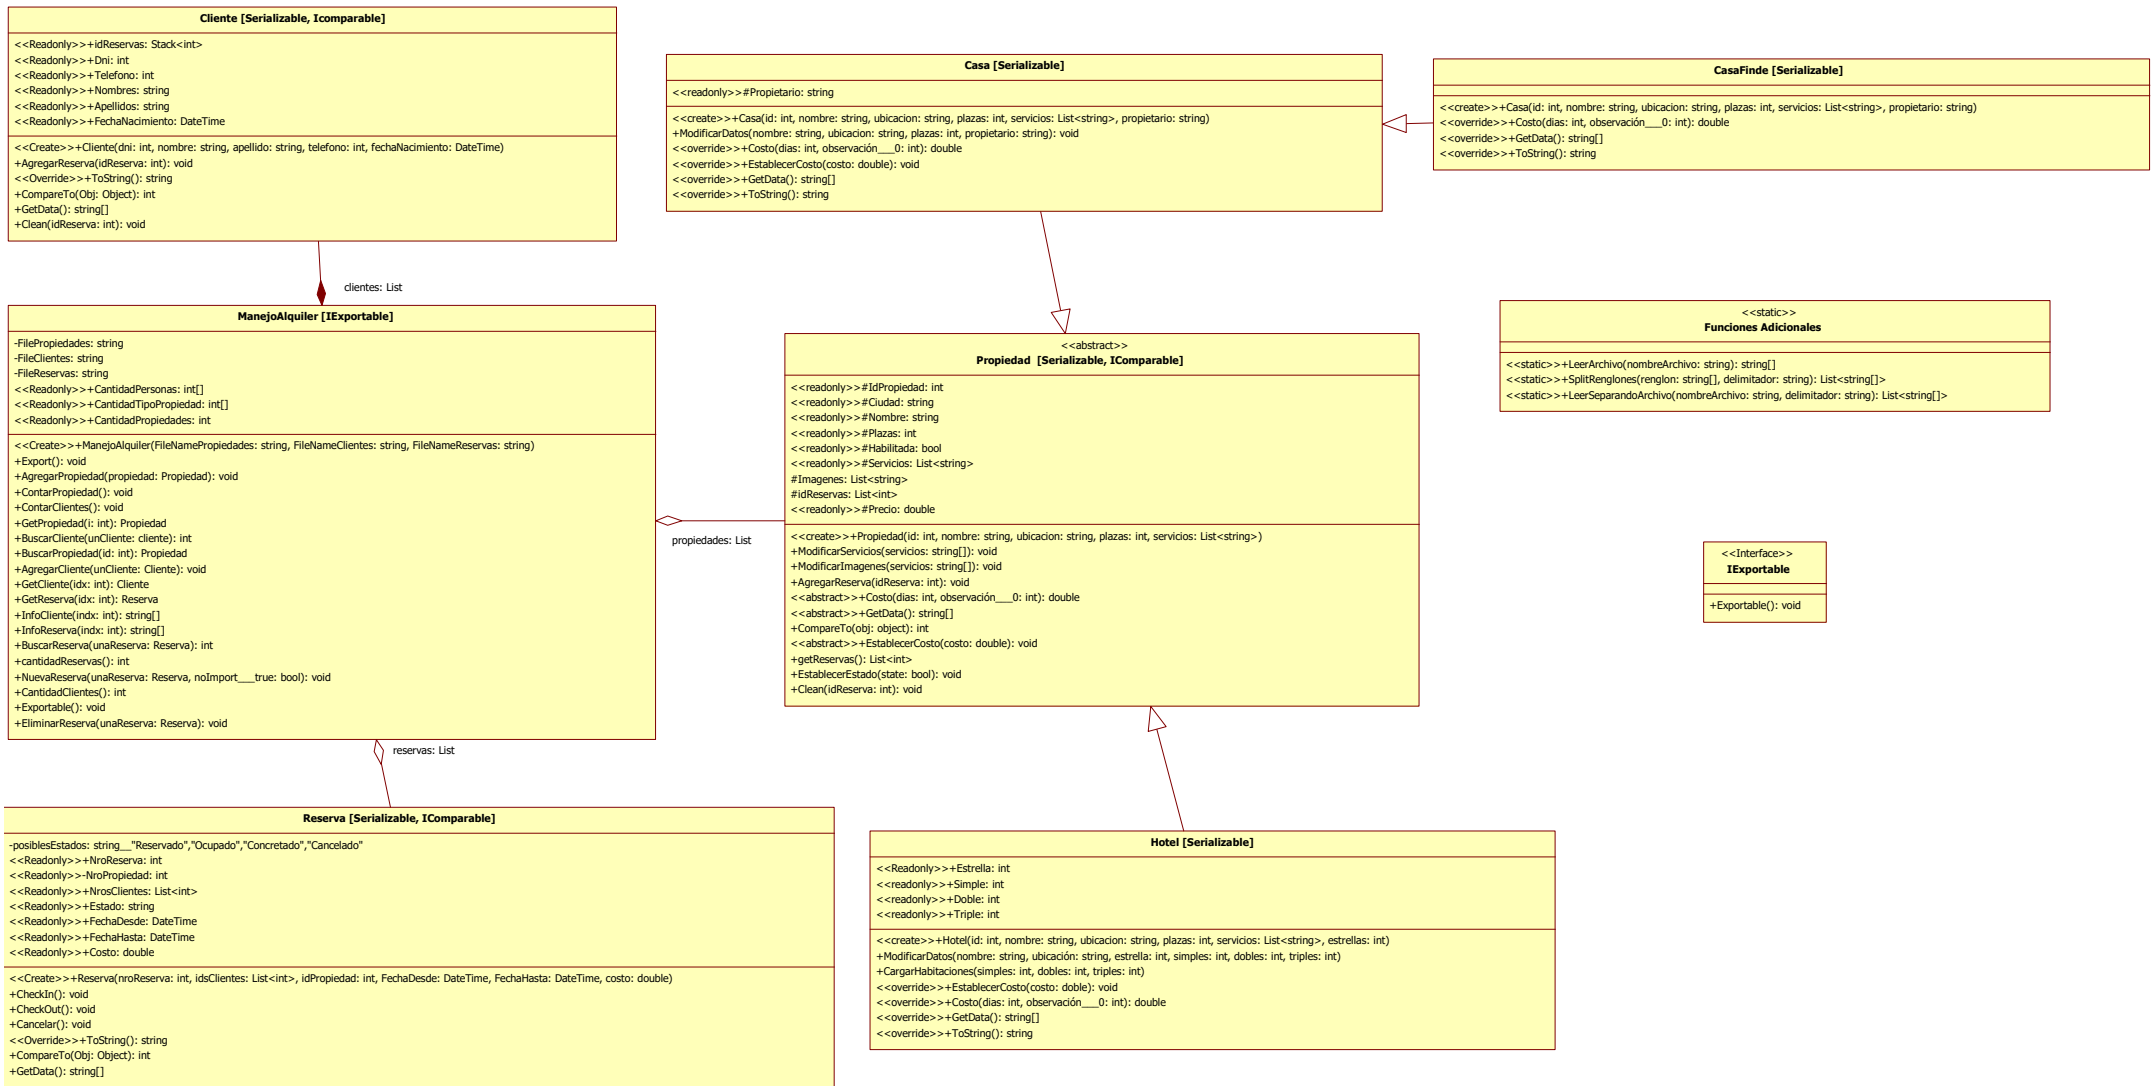 Cliente [Serializable, Icomparable]
<<Readonly>>+idReservas: Stack<int>
<<Readonly>>+Dni: int
<<Readonly>>+Telefono: int
<<Readonly>>+Nombres: string
<<Readonly>>+Apellidos: string
<<Readonly>>+FechaNacimiento: DateTime
<<Create>>+Cliente(dni: int, nombre: string, apellido: string, telefono: int, fechaNacimiento: DateTime)
+AgregarReserva(idReserva: int): void
<<Override>>+ToString(): string
+CompareTo(Obj: Object): int
+GetData(): string[]
+Clean(idReserva: int): void
Casa [Serializable]
<<readonly>>#Propietario: string
<<create>>+Casa(id: int, nombre: string, ubicacion: string, plazas: int, servicios: List<string>, propietario: string)
+ModificarDatos(nombre: string, ubicacion: string, plazas: int, propietario: string): void
<<override>>+Costo(dias: int, observación___0: int): double
<<override>>+EstablecerCosto(costo: double): void
<<override>>+GetData(): string[]
<<override>>+ToString(): string
CasaFinde [Serializable]
<<create>>+Casa(id: int, nombre: string, ubicacion: string, plazas: int, servicios: List<string>, propietario: string)
<<override>>+Costo(dias: int, observación___0: int): double
<<override>>+GetData(): string[]
<<override>>+ToString(): string
clientes: List
ManejoAlquiler [IExportable]
-FilePropiedades: string
-FileClientes: string
-FileReservas: string
<<Readonly>>+CantidadPersonas: int[]
<<Readonly>>+CantidadTipoPropiedad: int[]
<<Readonly>>+CantidadPropiedades: int
<<Create>>+ManejoAlquiler(FileNamePropiedades: string, FileNameClientes: string, FileNameReservas: string)
+Export(): void
+AgregarPropiedad(propiedad: Propiedad): void
+ContarPropiedad(): void
+ContarClientes(): void
+GetPropiedad(i: int): Propiedad
+BuscarCliente(unCliente: cliente): int
+BuscarPropiedad(id: int): Propiedad
+AgregarCliente(unCliente: Cliente): void
+GetCliente(idx: int): Cliente
+GetReserva(idx: int): Reserva
+InfoCliente(indx: int): string[]
+InfoReserva(indx: int): string[]
+BuscarReserva(unaReserva: Reserva): int
+cantidadReservas(): int
+NuevaReserva(unaReserva: Reserva, noImport___true: bool): void
+CantidadClientes(): int
+Exportable(): void
+EliminarReserva(unaReserva: Reserva): void
propiedades: List
<<abstract>>
Propiedad  [Serializable, IComparable]
<<readonly>>#IdPropiedad: int
<<readonly>>#Ciudad: string
<<readonly>>#Nombre: string
<<readonly>>#Plazas: int
<<readonly>>#Habilitada: bool
<<readonly>>#Servicios: List<string>
#Imagenes: List<string>
#idReservas: List<int>
<<readonly>>#Precio: double
<<create>>+Propiedad(id: int, nombre: string, ubicacion: string, plazas: int, servicios: List<string>)
+ModificarServicios(servicios: string[]): void
+ModificarImagenes(servicios: string[]): void
+AgregarReserva(idReserva: int): void
<<abstract>>+Costo(dias: int, observación___0: int): double
<<abstract>>+GetData(): string[]
+CompareTo(obj: object): int
<<abstract>>+EstablecerCosto(costo: double): void
+getReservas(): List<int>
+EstablecerEstado(state: bool): void
+Clean(idReserva: int): void
<<static>>
Funciones Adicionales
<<static>>+LeerArchivo(nombreArchivo: string): string[]
<<static>>+SplitRenglones(renglon: string[], delimitador: string): List<string[]>
<<static>>+LeerSeparandoArchivo(nombreArchivo: string, delimitador: string): List<string[]>
<<Interface>>
IExportable
+Exportable(): void
reservas: List
Reserva [Serializable, IComparable]
-posiblesEstados: string__"Reservado","Ocupado","Concretado","Cancelado"
<<Readonly>>+NroReserva: int
<<Readonly>>-NroPropiedad: int
<<Readonly>>+NrosClientes: List<int>
<<Readonly>>+Estado: string
<<Readonly>>+FechaDesde: DateTime
<<Readonly>>+FechaHasta: DateTime
<<Readonly>>+Costo: double
<<Create>>+Reserva(nroReserva: int, idsClientes: List<int>, idPropiedad: int, FechaDesde: DateTime, FechaHasta: DateTime, costo: double)
+CheckIn(): void
+CheckOut(): void
+Cancelar(): void
<<Override>>+ToString(): string
+CompareTo(Obj: Object): int
+GetData(): string[]
Hotel [Serializable]
<<Readonly>>+Estrella: int
<<readonly>>+Simple: int
<<readonly>>+Doble: int
<<readonly>>+Triple: int
<<create>>+Hotel(id: int, nombre: string, ubicacion: string, plazas: int, servicios: List<string>, estrellas: int)
+ModificarDatos(nombre: string, ubicación: string, estrella: int, simples: int, dobles: int, triples: int)
+CargarHabitaciones(simples: int, dobles: int, triples: int)
<<override>>+EstablecerCosto(costo: doble): void
<<override>>+Costo(dias: int, observación___0: int): double
<<override>>+GetData(): string[]
<<override>>+ToString(): string